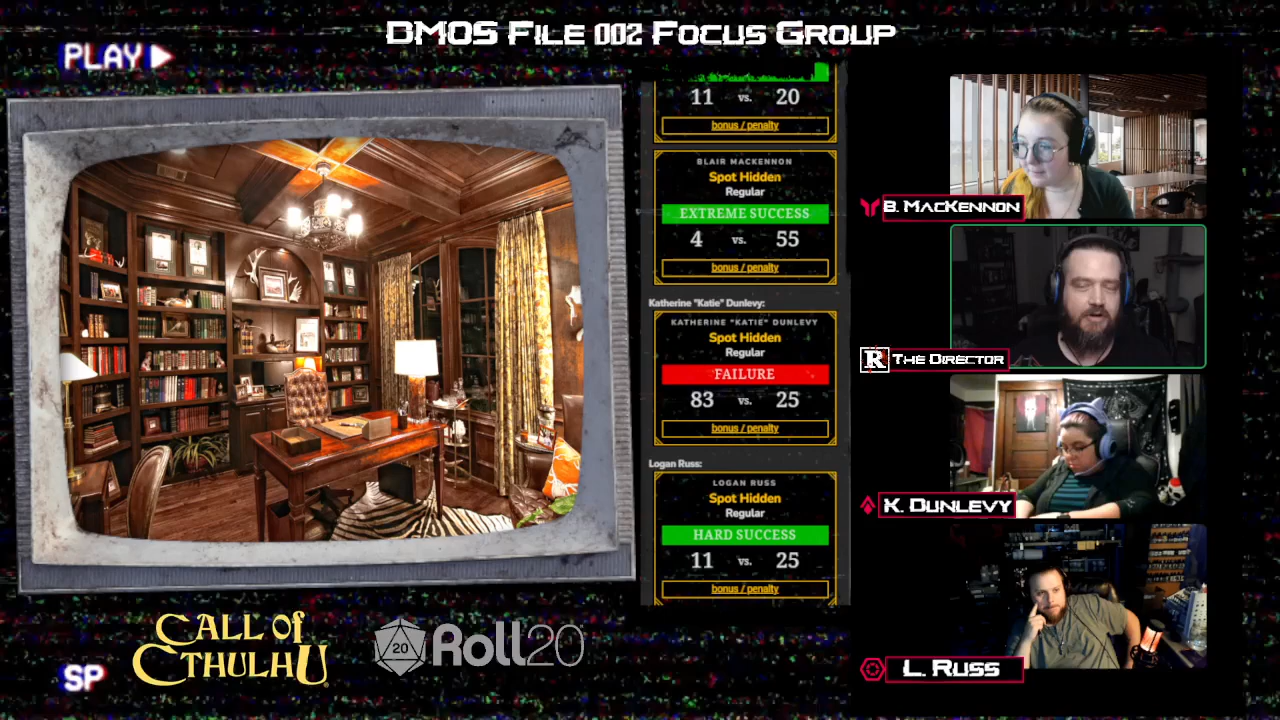 BMOS FILE 002 FOCUS GROUP
PLAY
11 vs. 20
bonus / penalty
BLAIR MACKENNON
Spot Hidden
Regular
EXTREME SUCCESS
4 vs. 55
bonus / penalty
Katherine "Katie" Dunlevy:
KATHERINE "KATIE" DUNLEVY
Spot Hidden
Regular
FAILURE
83 vs. 25
bonus / penalty
Logan Russ:
LOGAN RUSS
Spot Hidden
Regular
HARD SUCCESS
11 vs. 25
bonus / penalty
B. MACKENNON
R THE DIRECTOR
K. DUNLEVY
L. RUSS
SP
CALL of CTHULHU
20 Roll20